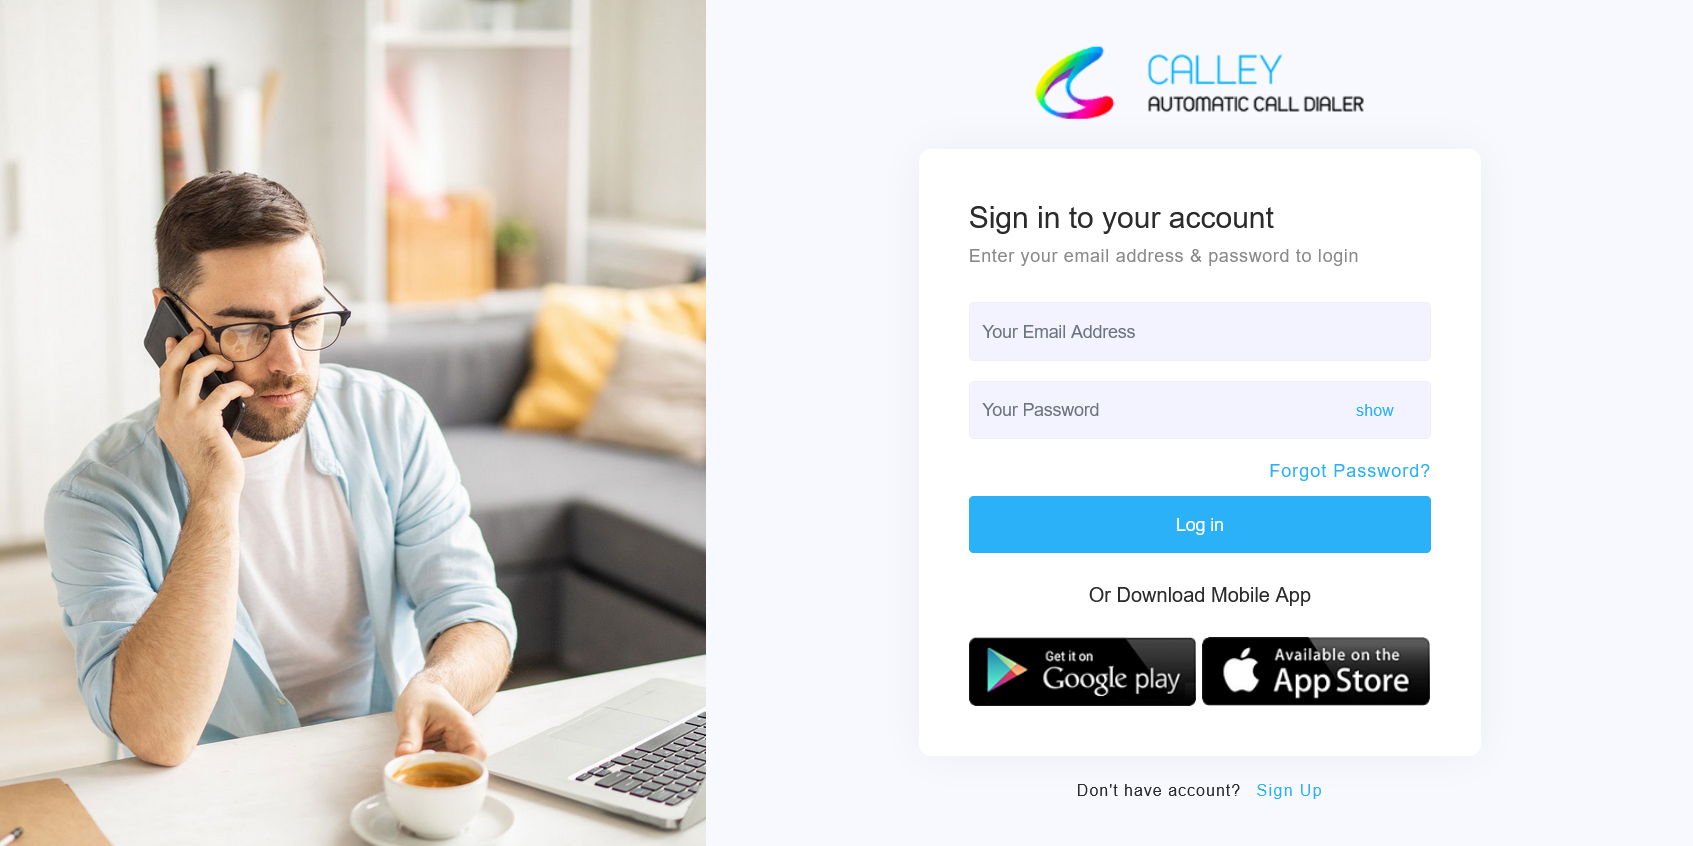 CALLEY
AUTOMATIC CALL DIALER
Sign in to your account
Enter your email address & password to login
Your Email Address
Your Password show
Forgot Password?
Log in
Or Download Mobile App
Get it on
Google play
Available on the
App Store
Don't have account? Sign Up